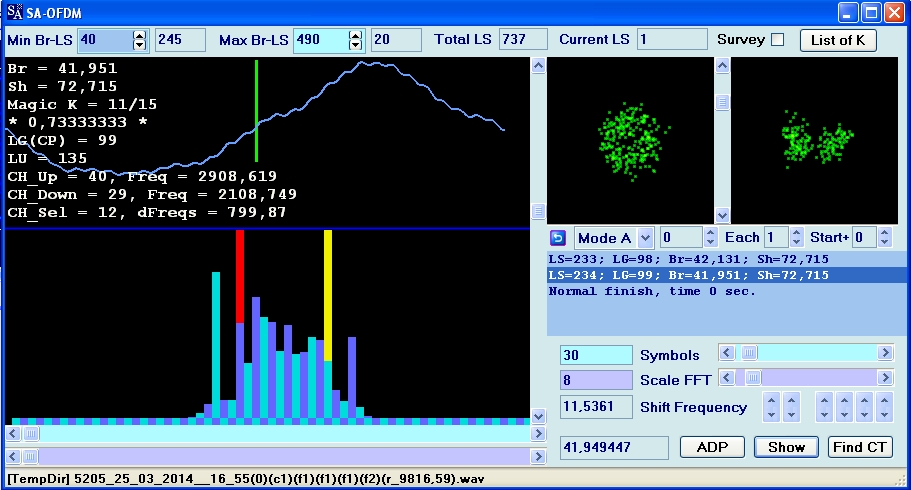 SA SA-OFDM
Min Br-LS 40 245 Max Br-LS 490 20 Total LS 737 Current LS 1 Survey List of K
Br = 41,951
Sh = 72,715
Magic K = 11/15
* 0,73333333 *
LG(CP) = 99
LU = 135
CH_Up = 40, Freq = 2908,619
CH_Down = 29, Freq = 2108,749
CH_Sel = 12, dFreqs = 799,87
Mode A 0 Each 1 Start+ 0
LS=233; LG=98; Br=42,131; Sh=72,715
LS=234; LG=99; Br=41,951; Sh=72,715
Normal finish, time 0 sec.
30 Symbols
8 Scale FFT
11,5361 Shift Frequency
41,949447 ADP Show Find CT
[TempDir] 5205_25_03_2014__16_55(0)(c1)(f1)(f1)(f1)(f2)(r_9816,59).wav